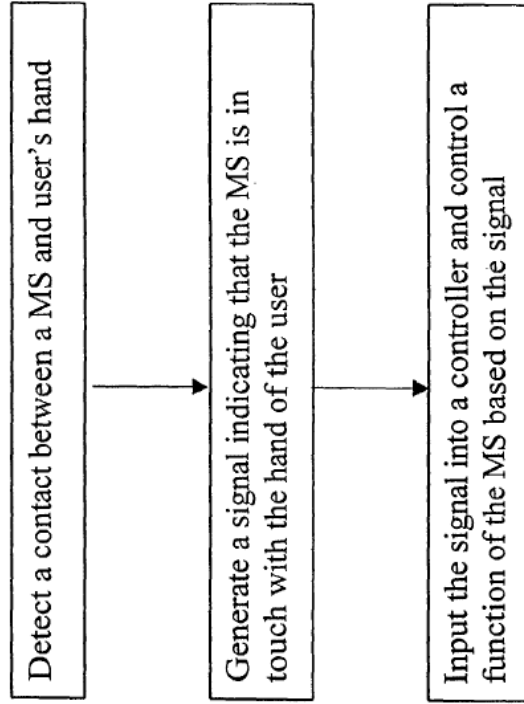 Detect a contact between a MS and user's hand
Generate a signal indicating that the MS is in
touch with the hand of the user
Input the signal into a controller and control a
function of the MS based on the signal